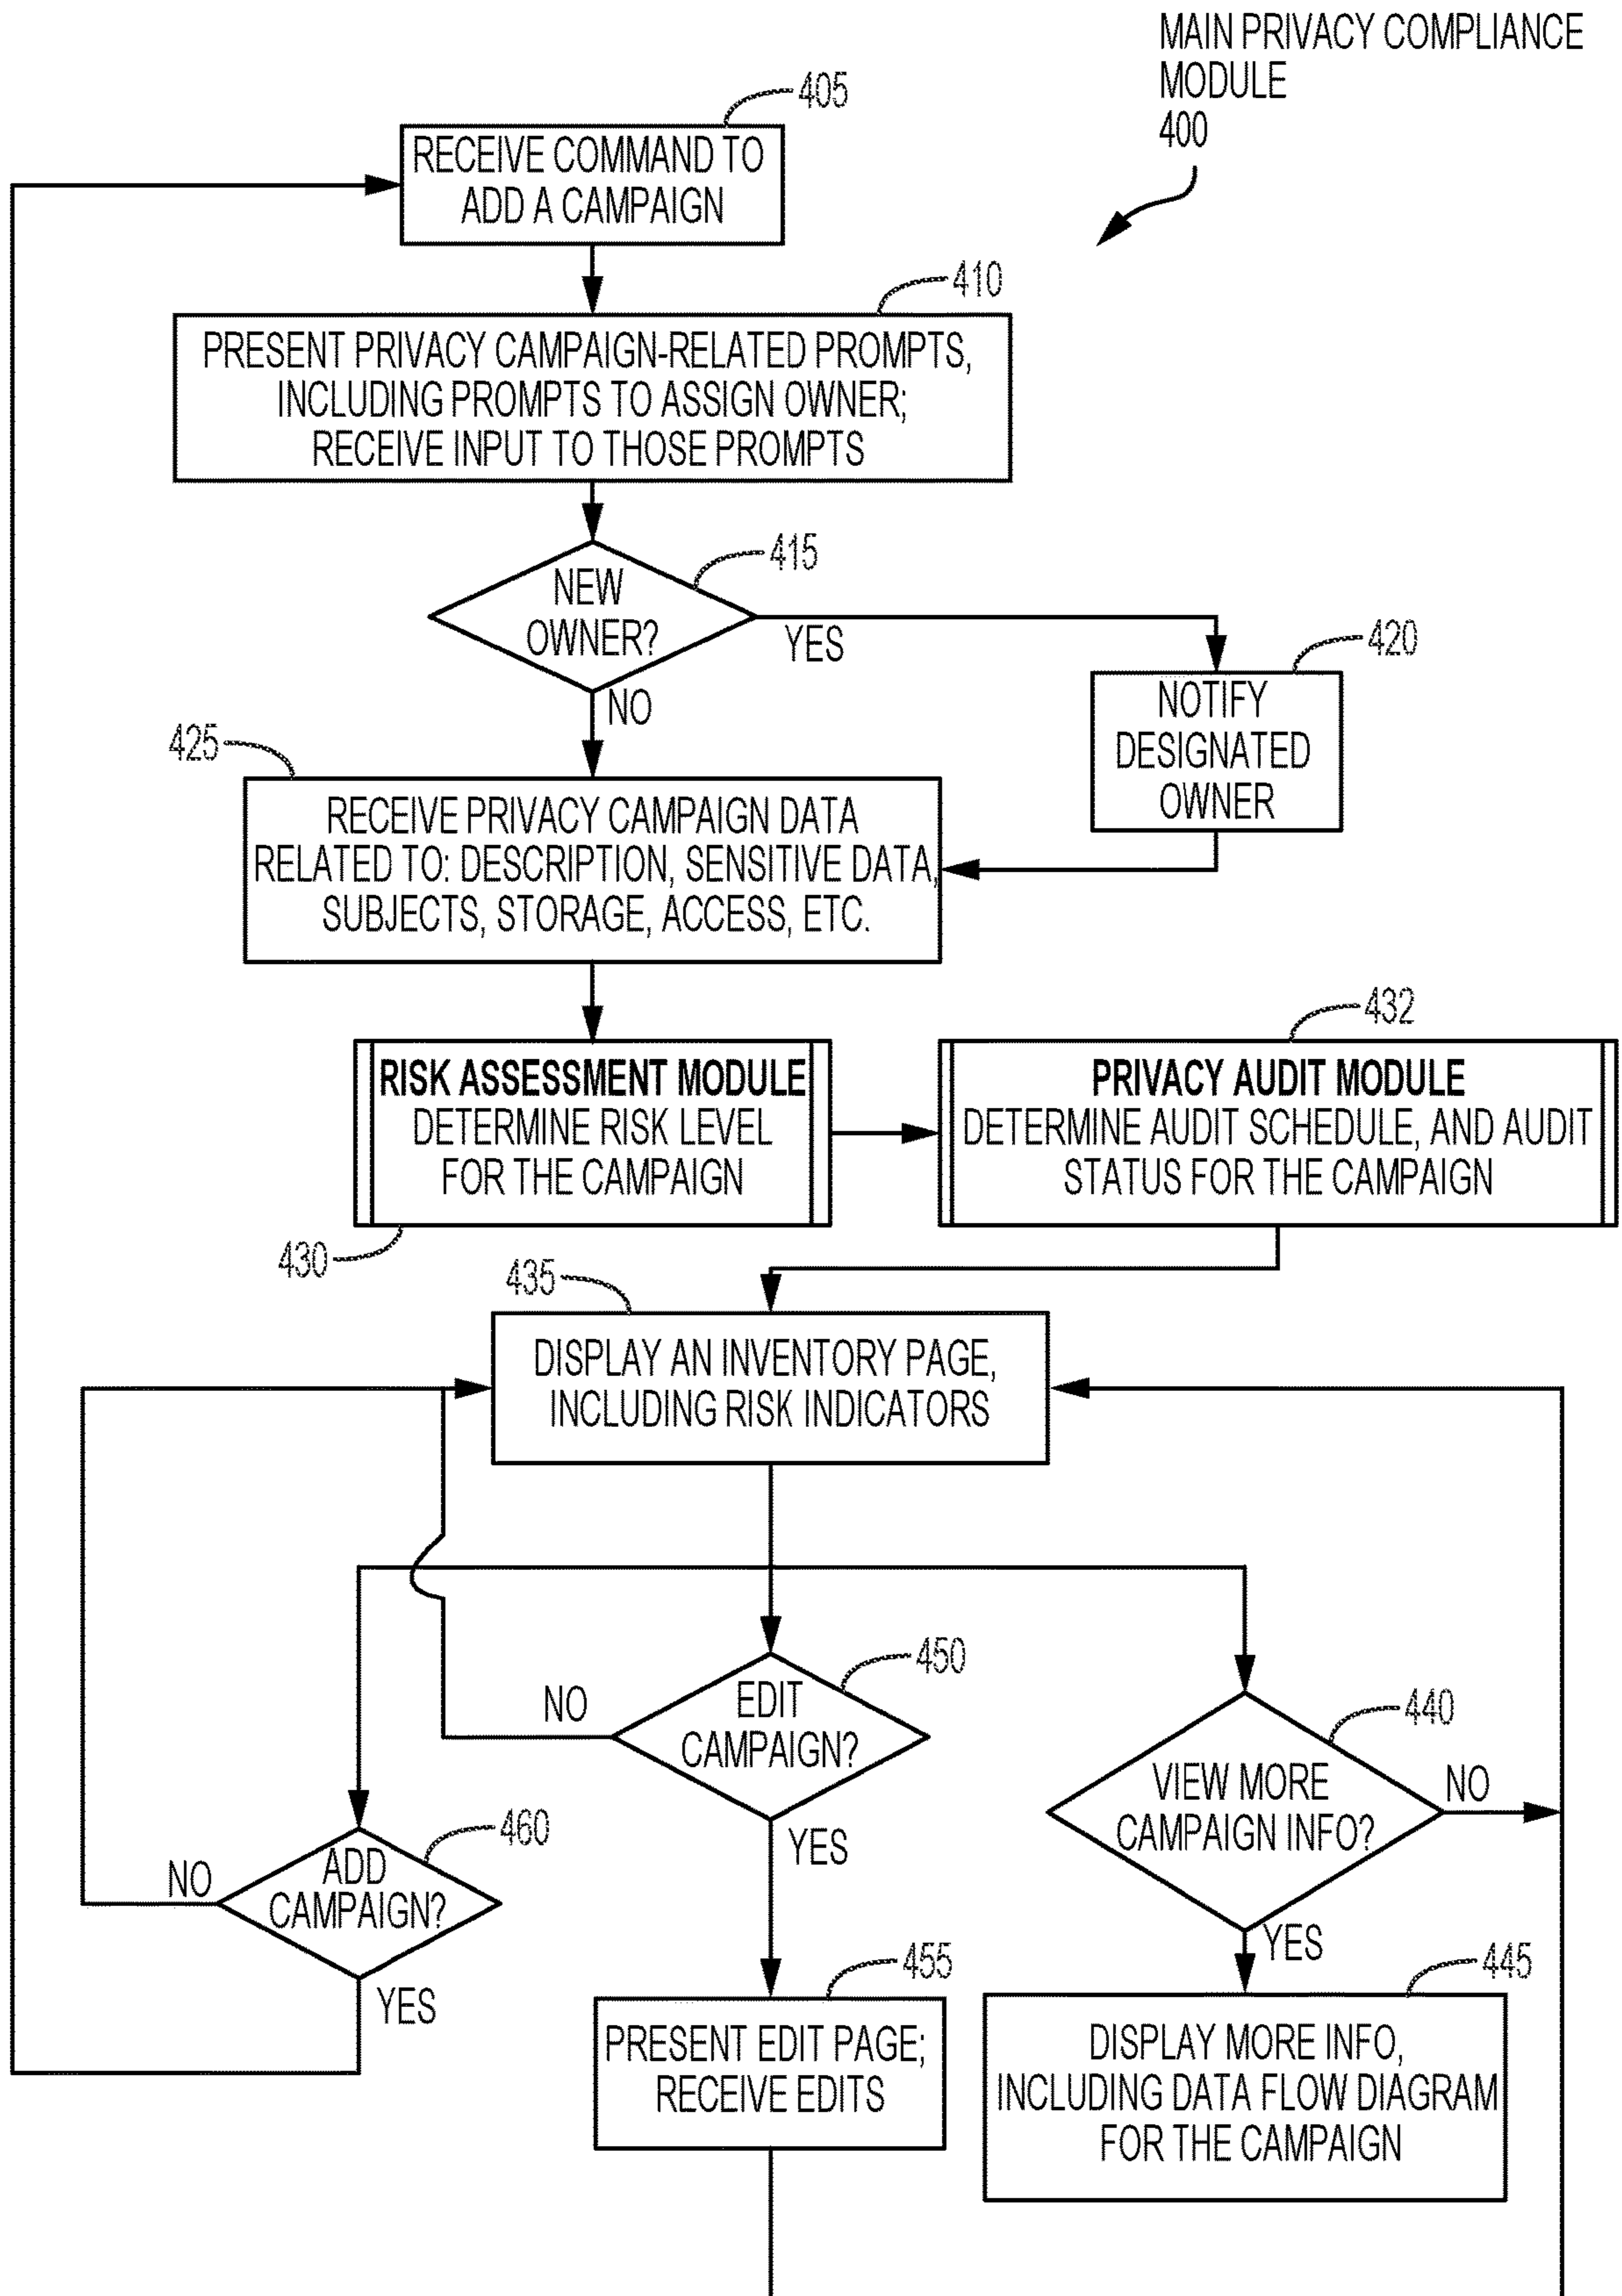 MAIN PRIVACY COMPLIANCE
MODULE
400
405
RECEIVE COMMAND TO
ADD A CAMPAIGN
410
PRESENT PRIVACY CAMPAIGN-RELATED PROMPTS,
INCLUDING PROMPTS TO ASSIGN OWNER;
RECEIVE INPUT TO THOSE PROMPTS
415
NEW
OWNER?
YES
NO
420
NOTIFY
DESIGNATED
OWNER
425
RECEIVE PRIVACY CAMPAIGN DATA
RELATED TO: DESCRIPTION, SENSITIVE DATA,
SUBJECTS, STORAGE, ACCESS, ETC.
RISK ASSESSMENT MODULE
DETERMINE RISK LEVEL
FOR THE CAMPAIGN
430
432
PRIVACY AUDIT MODULE
DETERMINE AUDIT SCHEDULE, AND AUDIT
STATUS FOR THE CAMPAIGN
435
DISPLAY AN INVENTORY PAGE,
INCLUDING RISK INDICATORS
450
EDIT
CAMPAIGN?
NO
YES
440
VIEW MORE
CAMPAIGN INFO?
NO
YES
460
ADD
CAMPAIGN?
NO
YES
455
PRESENT EDIT PAGE;
RECEIVE EDITS
445
DISPLAY MORE INFO,
INCLUDING DATA FLOW DIAGRAM
FOR THE CAMPAIGN